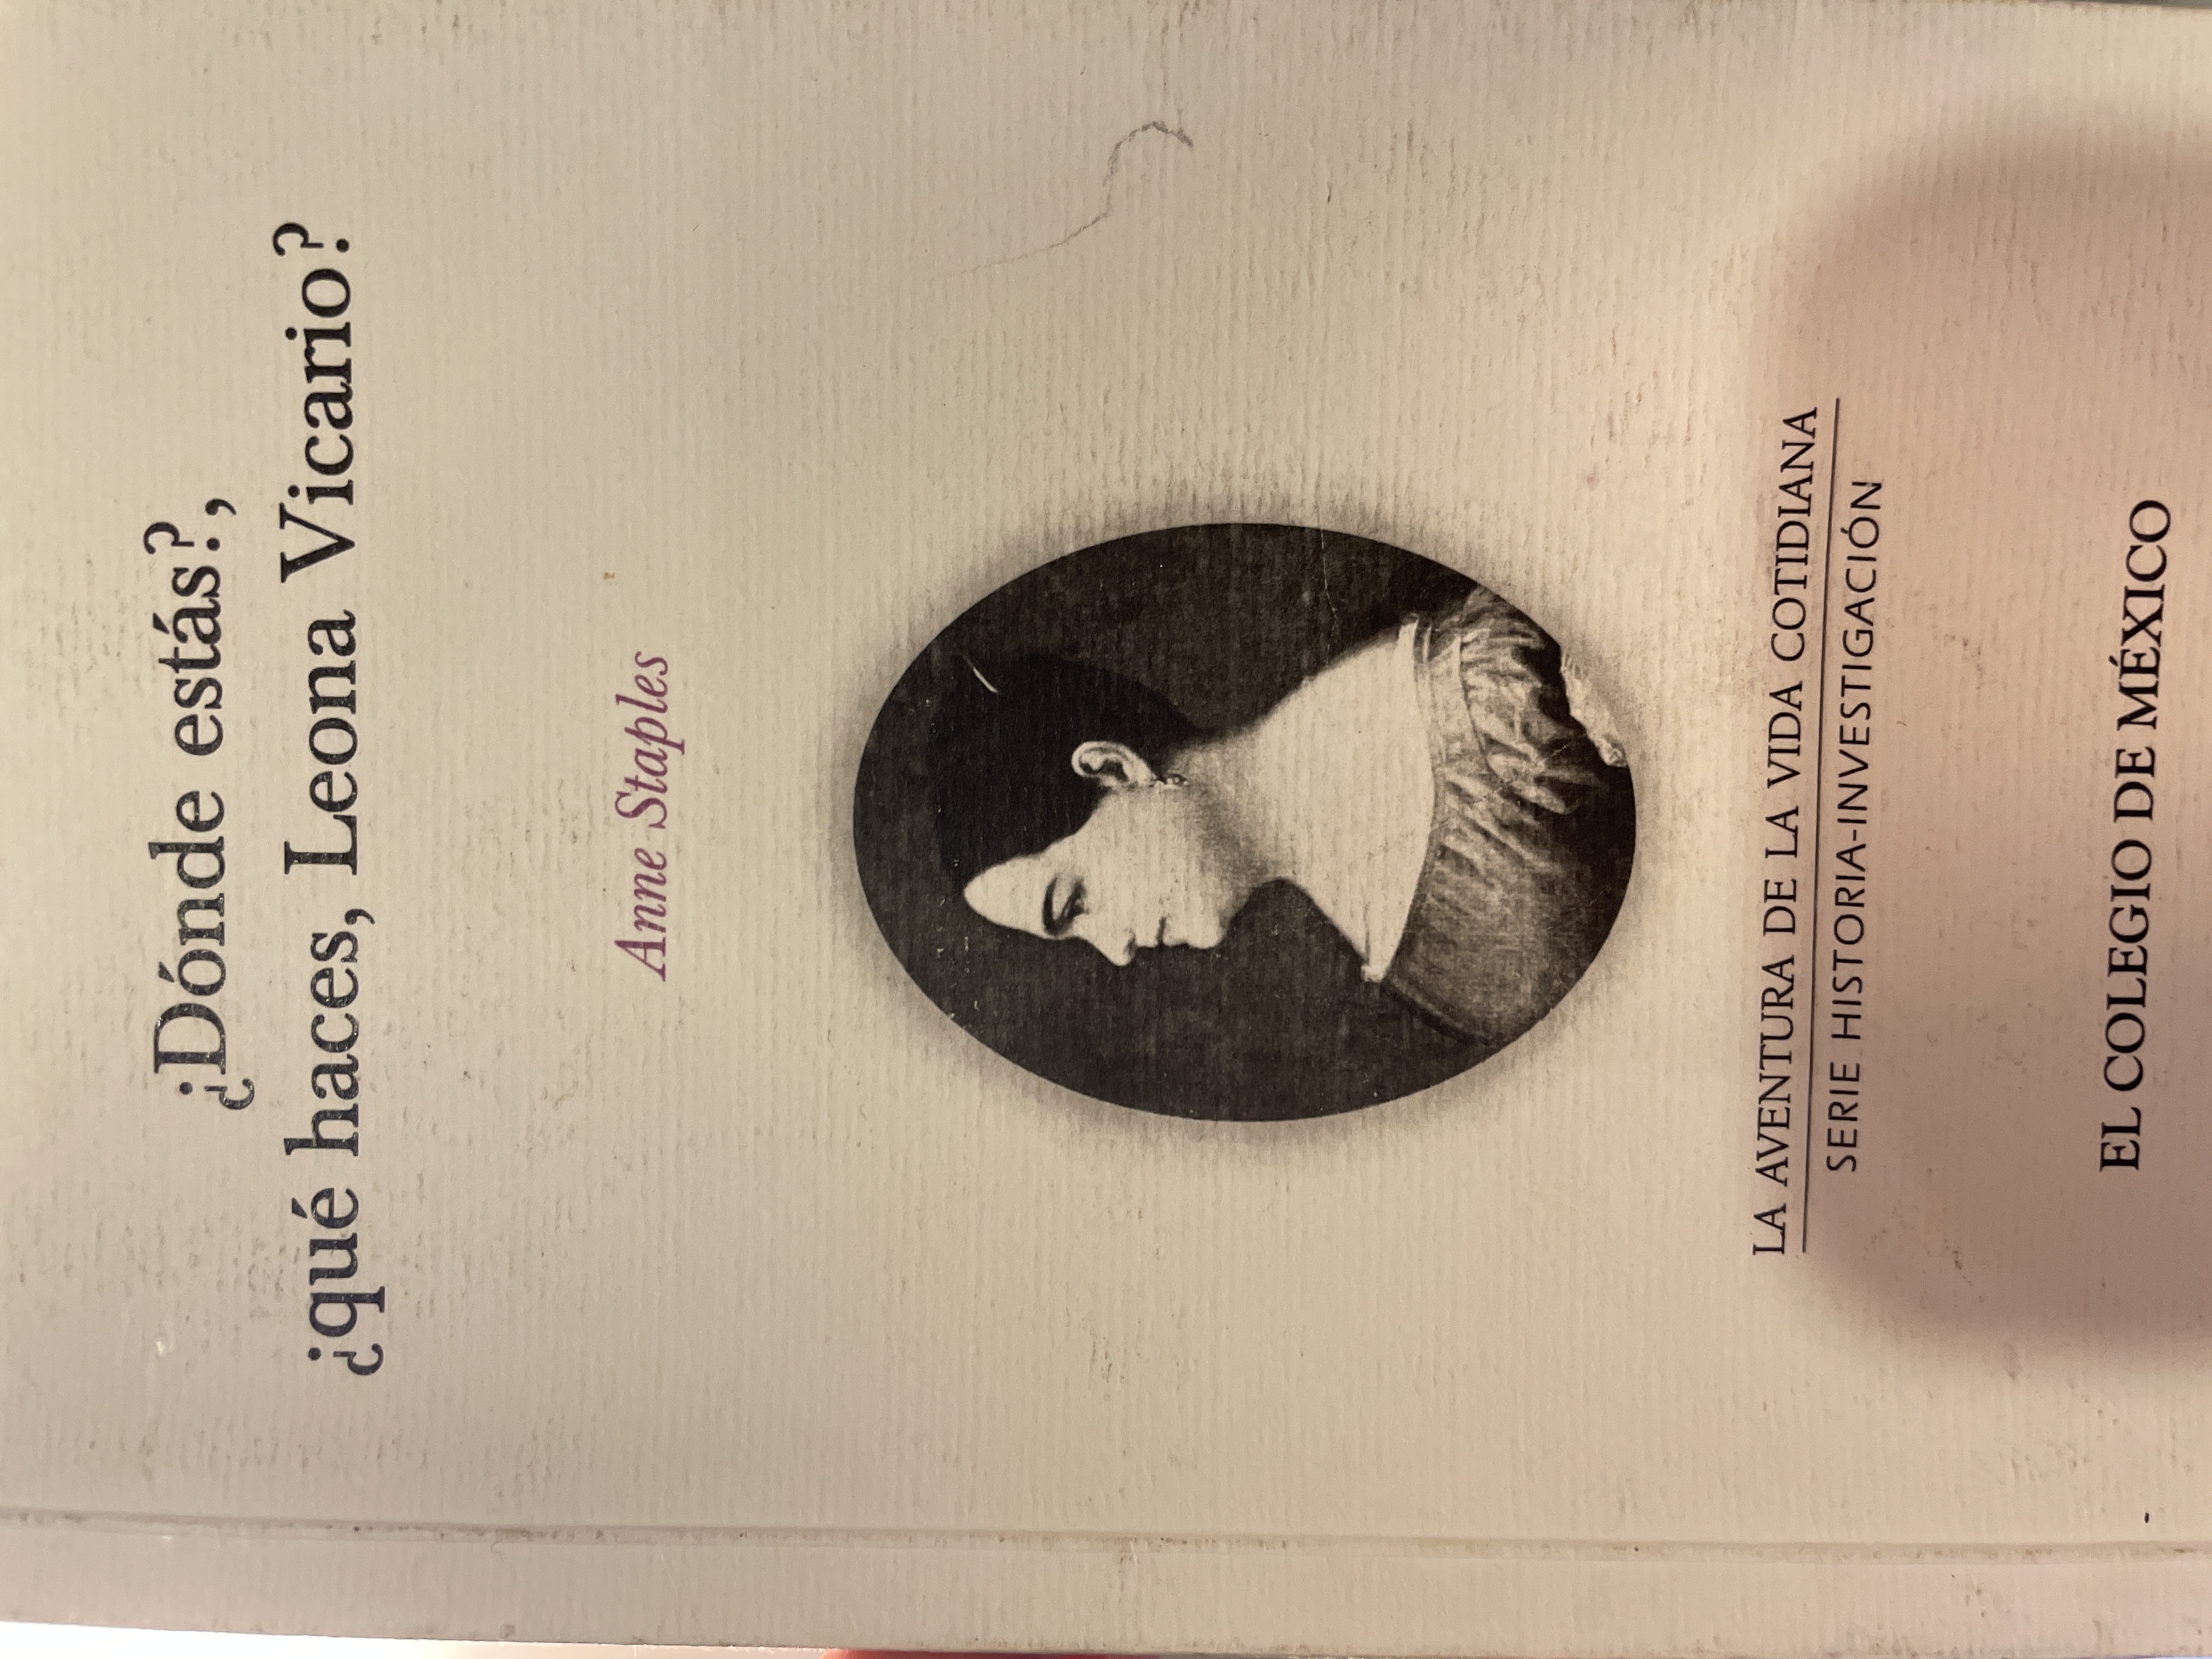 ¿Dónde estás?,
¿qué haces, Leona Vicario?
Anne Staples
LA AVENTURA DE LA VIDA COTIDIANA
SERIE HISTORIA-INVESTIGACIÓN
EL COLEGIO DE MÉXICO